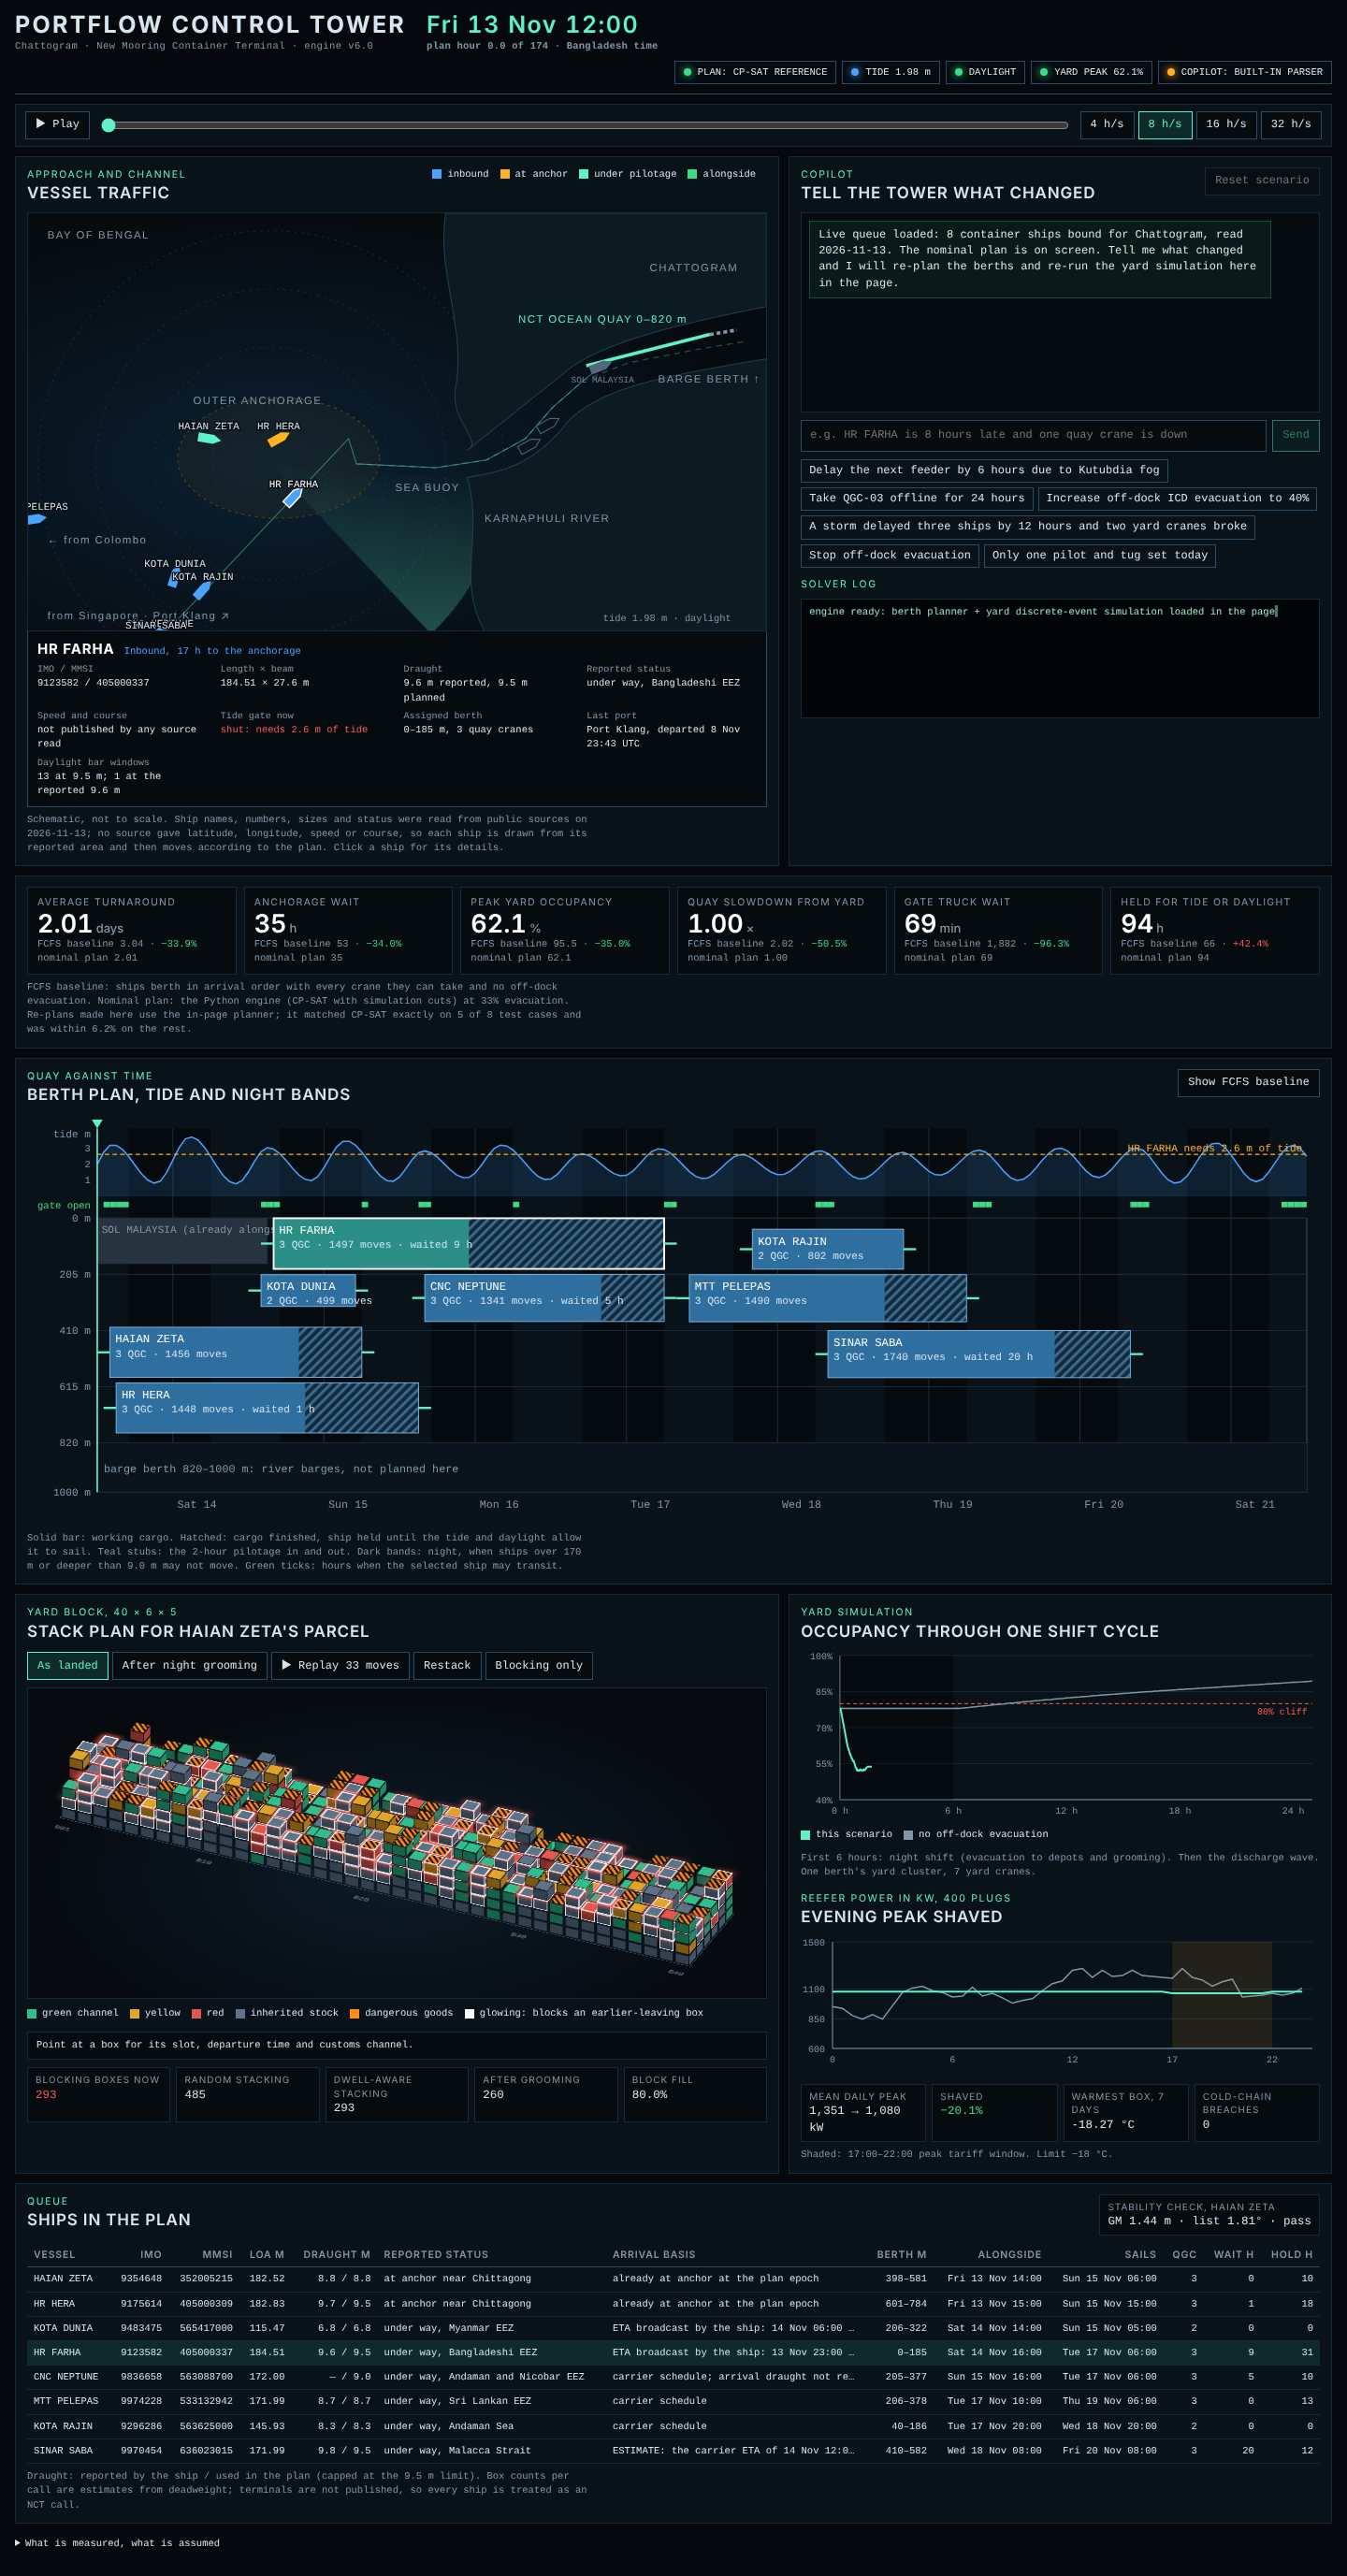 PORTFLOW CONTROL TOWER
Chattogram · New Mooring Container Terminal · engine v6.0
Fri 13 Nov 12:00
plan hour 0.0 of 174 · Bangladesh time
PLAN: CP-SAT REFERENCE
TIDE 1.98 m
DAYLIGHT
YARD PEAK 62.1%
COPILOT: BUILT-IN PARSER
▶ Play
4 h/s
8 h/s
16 h/s
32 h/s
APPROACH AND CHANNEL
VESSEL TRAFFIC
inbound
at anchor
under pilotage
alongside
BAY OF BENGAL
CHATTOGRAM
NCT OCEAN QUAY 0–820 m
SOL MALAYSIA
BARGE BERTH ↑
OUTER ANCHORAGE
HAIAN ZETA
HR HERA
HR FARHA
SEA BUOY
PELEPAS
KARNAPHULI RIVER
← from Colombo
KOTA DUNIA
KOTA RAJIN
from Singapore · Port Klang ↗
SINAR SABA
tide 1.98 m · daylight
HR FARHA
Inbound, 17 h to the anchorage
IMO / MMSI
9123582 / 405000337
Length × beam
184.51 × 27.6 m
Draught
9.6 m reported, 9.5 m
planned
Reported status
under way, Bangladeshi EEZ
Speed and course
not published by any source
read
Tide gate now
shut: needs 2.6 m of tide
Assigned berth
0–185 m, 3 quay cranes
Last port
Port Klang, departed 8 Nov
23:43 UTC
Daylight bar windows
13 at 9.5 m; 1 at the
reported 9.6 m
Schematic, not to scale. Ship names, numbers, sizes and status were read from public sources on
2026-11-13; no source gave latitude, longitude, speed or course, so each ship is drawn from its
reported area and then moves according to the plan. Click a ship for its details.
COPILOT
TELL THE TOWER WHAT CHANGED
Reset scenario
Live queue loaded: 8 container ships bound for Chattogram, read
2026-11-13. The nominal plan is on screen. Tell me what changed
and I will re-plan the berths and re-run the yard simulation here
in the page.
e.g. HR FARHA is 8 hours late and one quay crane is down
Send
Delay the next feeder by 6 hours due to Kutubdia fog
Take QGC-03 offline for 24 hours
Increase off-dock ICD evacuation to 40%
A storm delayed three ships by 12 hours and two yard cranes broke
Stop off-dock evacuation
Only one pilot and tug set today
SOLVER LOG
engine ready: berth planner + yard discrete-event simulation loaded in the page
AVERAGE TURNAROUND
2.01 days
FCFS baseline 3.04 · −33.9%
nominal plan 2.01
ANCHORAGE WAIT
35 h
FCFS baseline 53 · −34.0%
nominal plan 35
PEAK YARD OCCUPANCY
62.1 %
FCFS baseline 95.5 · −35.0%
nominal plan 62.1
QUAY SLOWDOWN FROM YARD
1.00 ×
FCFS baseline 2.02 · −50.5%
nominal plan 1.00
GATE TRUCK WAIT
69 min
FCFS baseline 1,882 · −96.3%
nominal plan 69
HELD FOR TIDE OR DAYLIGHT
94 h
FCFS baseline 66 · +42.4%
nominal plan 94
FCFS baseline: ships berth in arrival order with every crane they can take and no off-dock
evacuation. Nominal plan: the Python engine (CP-SAT with simulation cuts) at 33% evacuation.
Re-plans made here use the in-page planner; it matched CP-SAT exactly on 5 of 8 test cases and
was within 6.2% on the rest.
QUAY AGAINST TIME
BERTH PLAN, TIDE AND NIGHT BANDS
Show FCFS baseline
tide m
3
2
1
HR FARHA needs 2.6 m of tide
gate open
0 m
SOL MALAYSIA (already alongs
HR FARHA
3 QGC · 1497 moves · waited 9 h
KOTA RAJIN
2 QGC · 802 moves
205 m
KOTA DUNIA
2 QGC · 499 moves
CNC NEPTUNE
3 QGC · 1341 moves · waited 5 h
MTT PELEPAS
3 QGC · 1490 moves
410 m
HAIAN ZETA
3 QGC · 1456 moves
SINAR SABA
3 QGC · 1740 moves · waited 20 h
615 m
HR HERA
3 QGC · 1448 moves · waited 1 h
820 m
barge berth 820–1000 m: river barges, not planned here
1000 m
Sat 14
Sun 15
Mon 16
Tue 17
Wed 18
Thu 19
Fri 20
Sat 21
Solid bar: working cargo. Hatched: cargo finished, ship held until the tide and daylight allow
it to sail. Teal stubs: the 2-hour pilotage in and out. Dark bands: night, when ships over 170
m or deeper than 9.0 m may not move. Green ticks: hours when the selected ship may transit.
YARD BLOCK, 40 × 6 × 5
STACK PLAN FOR HAIAN ZETA'S PARCEL
As landed
After night grooming
▶ Replay 33 moves
Restack
Blocking only
green channel
yellow
red
inherited stock
dangerous goods
glowing: blocks an earlier-leaving box
Point at a box for its slot, departure time and customs channel.
BLOCKING BOXES NOW
293
RANDOM STACKING
485
DWELL-AWARE
STACKING
293
AFTER GROOMING
260
BLOCK FILL
80.0%
YARD SIMULATION
OCCUPANCY THROUGH ONE SHIFT CYCLE
100%
85%
80% cliff
70%
55%
40%
0 h
6 h
12 h
18 h
24 h
this scenario
no off-dock evacuation
First 6 hours: night shift (evacuation to depots and grooming). Then the discharge wave.
One berth's yard cluster, 7 yard cranes.
REEFER POWER IN KW, 400 PLUGS
EVENING PEAK SHAVED
1500
1100
850
600
0
6
12
17
22
MEAN DAILY PEAK
1,351 → 1,080
kW
SHAVED
−20.1%
WARMEST BOX, 7
DAYS
-18.27 °C
COLD-CHAIN
BREACHES
0
Shaded: 17:00–22:00 peak tariff window. Limit −18 °C.
QUEUE
SHIPS IN THE PLAN
STABILITY CHECK, HAIAN ZETA
GM 1.44 m · list 1.81° · pass
VESSEL IMO MMSI LOA M DRAUGHT M REPORTED STATUS ARRIVAL BASIS BERTH M ALONGSIDE SAILS QGC WAIT H HOLD H
HAIAN ZETA 9354648 352005215 182.52 8.8 / 8.8 at anchor near Chittagong already at anchor at the plan epoch 398–581 Fri 13 Nov 14:00 Sun 15 Nov 06:00 3 0 10
HR HERA 9175614 405000309 182.83 9.7 / 9.5 at anchor near Chittagong already at anchor at the plan epoch 601–784 Fri 13 Nov 15:00 Sun 15 Nov 15:00 3 1 18
KOTA DUNIA 9483475 565417000 115.47 6.8 / 6.8 under way, Myanmar EEZ ETA broadcast by the ship: 14 Nov 06:00 … 206–322 Sat 14 Nov 14:00 Sun 15 Nov 05:00 2 0 0
HR FARHA 9123582 405000337 184.51 9.6 / 9.5 under way, Bangladeshi EEZ ETA broadcast by the ship: 13 Nov 23:00 … 0–185 Sat 14 Nov 16:00 Tue 17 Nov 06:00 3 9 31
CNC NEPTUNE 9836658 563088700 172.00 — / 9.0 under way, Andaman and Nicobar EEZ carrier schedule; arrival draught not re… 205–377 Sun 15 Nov 16:00 Tue 17 Nov 06:00 3 5 10
MTT PELEPAS 9974228 533132942 171.99 8.7 / 8.7 under way, Sri Lankan EEZ carrier schedule 206–378 Tue 17 Nov 10:00 Thu 19 Nov 06:00 3 0 13
KOTA RAJIN 9296286 563625000 145.93 8.3 / 8.3 under way, Andaman Sea carrier schedule 40–186 Tue 17 Nov 20:00 Wed 18 Nov 20:00 2 0 0
SINAR SABA 9970454 636023015 171.99 9.8 / 9.5 under way, Malacca Strait ESTIMATE: the carrier ETA of 14 Nov 12:0… 410–582 Wed 18 Nov 08:00 Fri 20 Nov 08:00 3 20 12
Draught: reported by the ship / used in the plan (capped at the 9.5 m limit). Box counts per
call are estimates from deadweight; terminals are not published, so every ship is treated as an
NCT call.
▶ What is measured, what is assumed